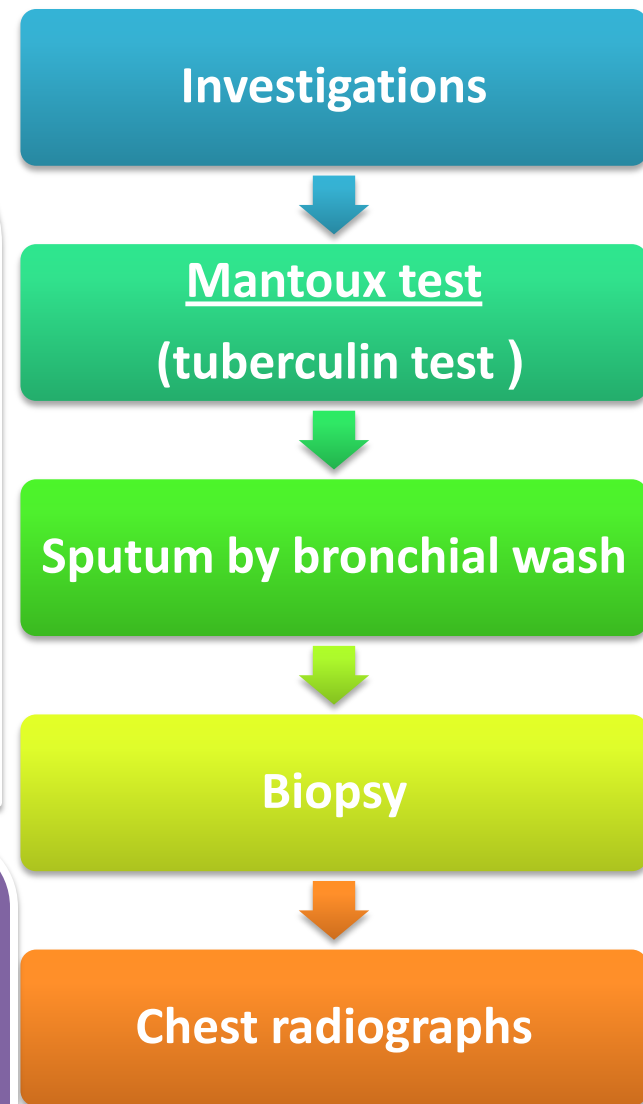 Investigations
Mantoux test
(tuberculin test )
Sputum by bronchial wash
Biopsy
Chest radiographs